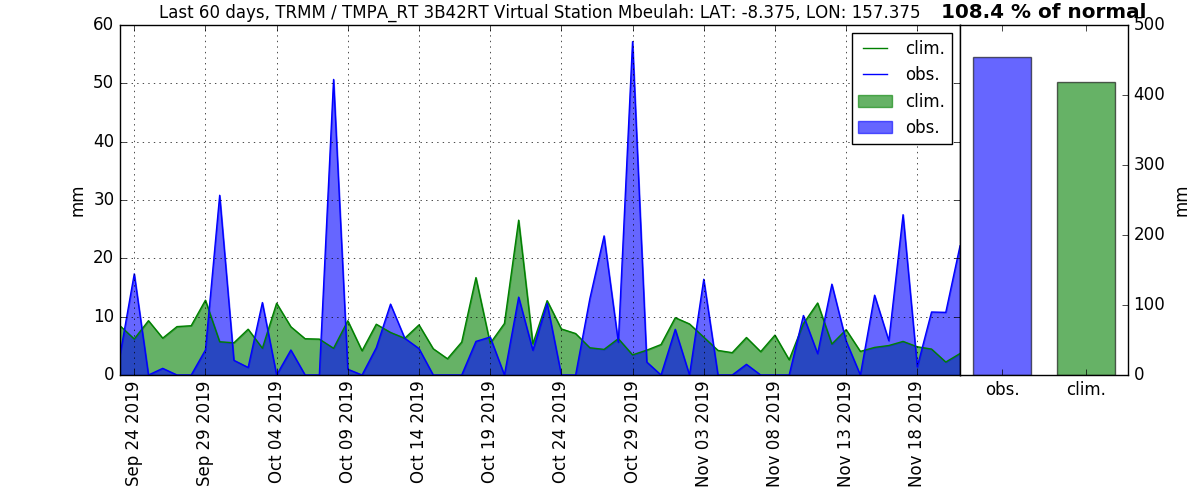 Last 60 days, TRMM / TMPA_RT 3B42RT Virtual Station Mbeulah: LAT: -8.375, LON: 157.375
108.4 % of normal
60
50
40
30
20
10
0
mm
clim.
obs.
clim.
obs.
Sep 24 2019
Sep 29 2019
Oct 04 2019
Oct 09 2019
Oct 14 2019
Oct 19 2019
Oct 24 2019
Oct 29 2019
Nov 03 2019
Nov 08 2019
Nov 13 2019
Nov 18 2019
500
400
300
200
100
0
mm
obs.
clim.